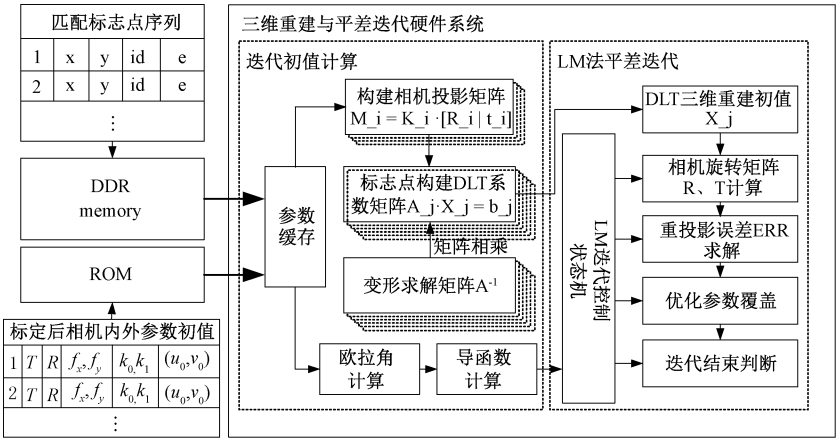 匹配标志点序列
1 x y id e
2 x y id e
⋮
DDR
memory
ROM
标定后相机内外参数初值
1 T R fx,fy k0,k1 (u0,v0)
2 T R fx,fy k0,k1 (u0,v0)
⋮
三维重建与平差迭代硬件系统
迭代初值计算
参数
缓存
构建相机投影矩阵
M_i = K_i ·[R_i | t_i]
标志点构建DLT系
数矩阵A_j·X_j = b_j
矩阵相乘
变形求解矩阵A-1
欧拉角
计算
导函数
计算
LM法平差迭代
LM迭代控制
状态机
DLT三维重建初值
X_j
相机旋转矩阵
R、T计算
重投影误差ERR
求解
优化参数覆盖
迭代结束判断